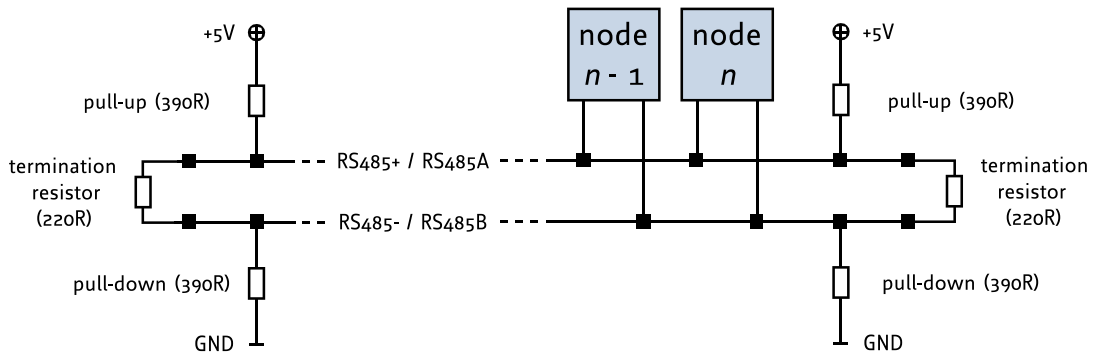 +5V
node
n - 1
node
n
+5V
pull-up (390R)
pull-up (390R)
termination
resistor
(220R)
RS485+ / RS485A
termination
resistor
(220R)
RS485- / RS485B
pull-down (390R)
pull-down (390R)
GND
GND